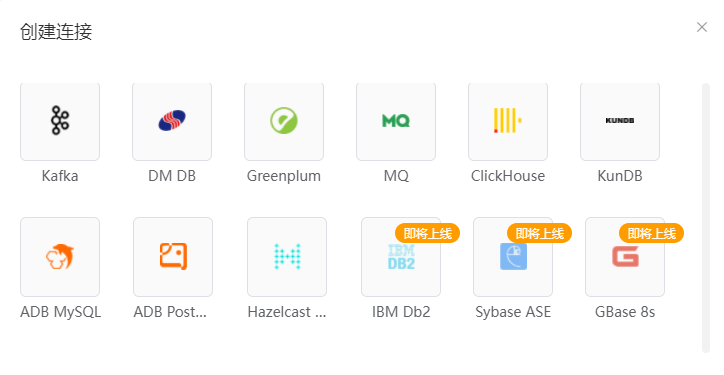 创建连接
MQ
KUNDB
Kafka
DM DB
Greenplum
MQ
ClickHouse
KunDB
即将上线
即将上线
即将上线
IBM
DB2
ADB MySQL
ADB Post...
Hazelcast ...
IBM Db2
Sybase ASE
GBase 8s